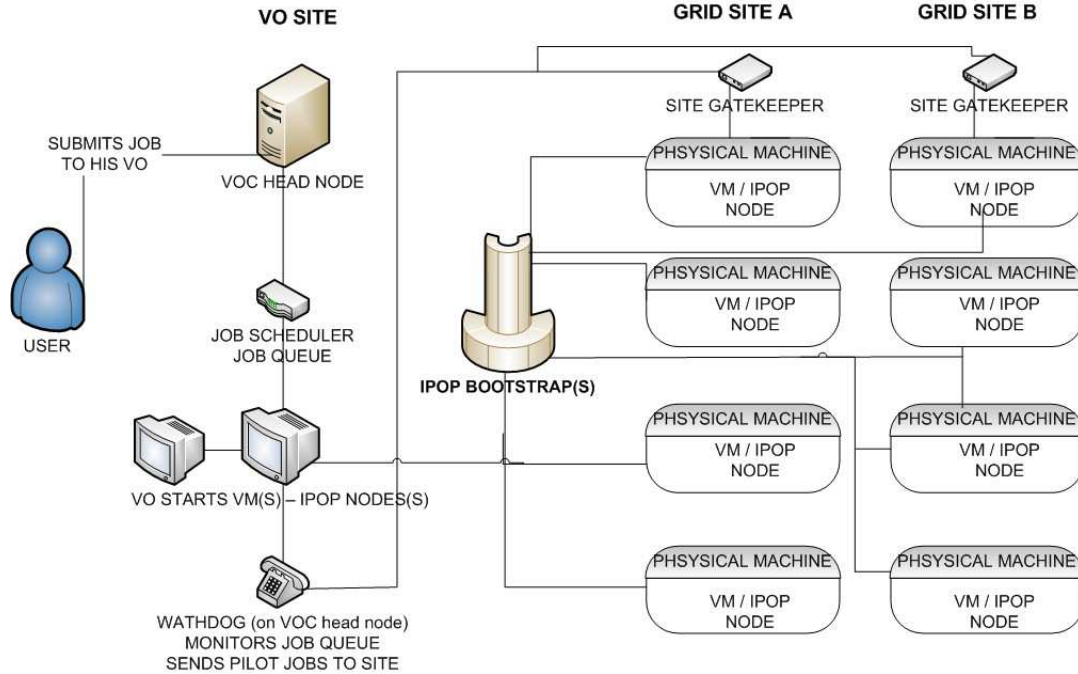 VO SITE
GRID SITE A
GRID SITE B
SUBMITS JOB
TO HIS VO
VOC HEAD NODE
USER
JOB SCHEDULER
JOB QUEUE
VO STARTS VM(S) – IPOP NODES(S)
WATHDOG (on VOC head node)
MONITORS JOB QUEUE
SENDS PILOT JOBS TO SITE
IPOP BOOTSTRAP(S)
SITE GATEKEEPER
PHSYSICAL MACHINE
VM / IPOP
NODE
PHSYSICAL MACHINE
VM / IPOP
NODE
PHSYSICAL MACHINE
VM / IPOP
NODE
PHSYSICAL MACHINE
VM / IPOP
NODE
SITE GATEKEEPER
PHSYSICAL MACHINE
VM / IPOP
NODE
PHSYSICAL MACHINE
VM / IPOP
NODE
PHSYSICAL MACHINE
VM / IPOP
NODE
PHSYSICAL MACHINE
VM / IPOP
NODE